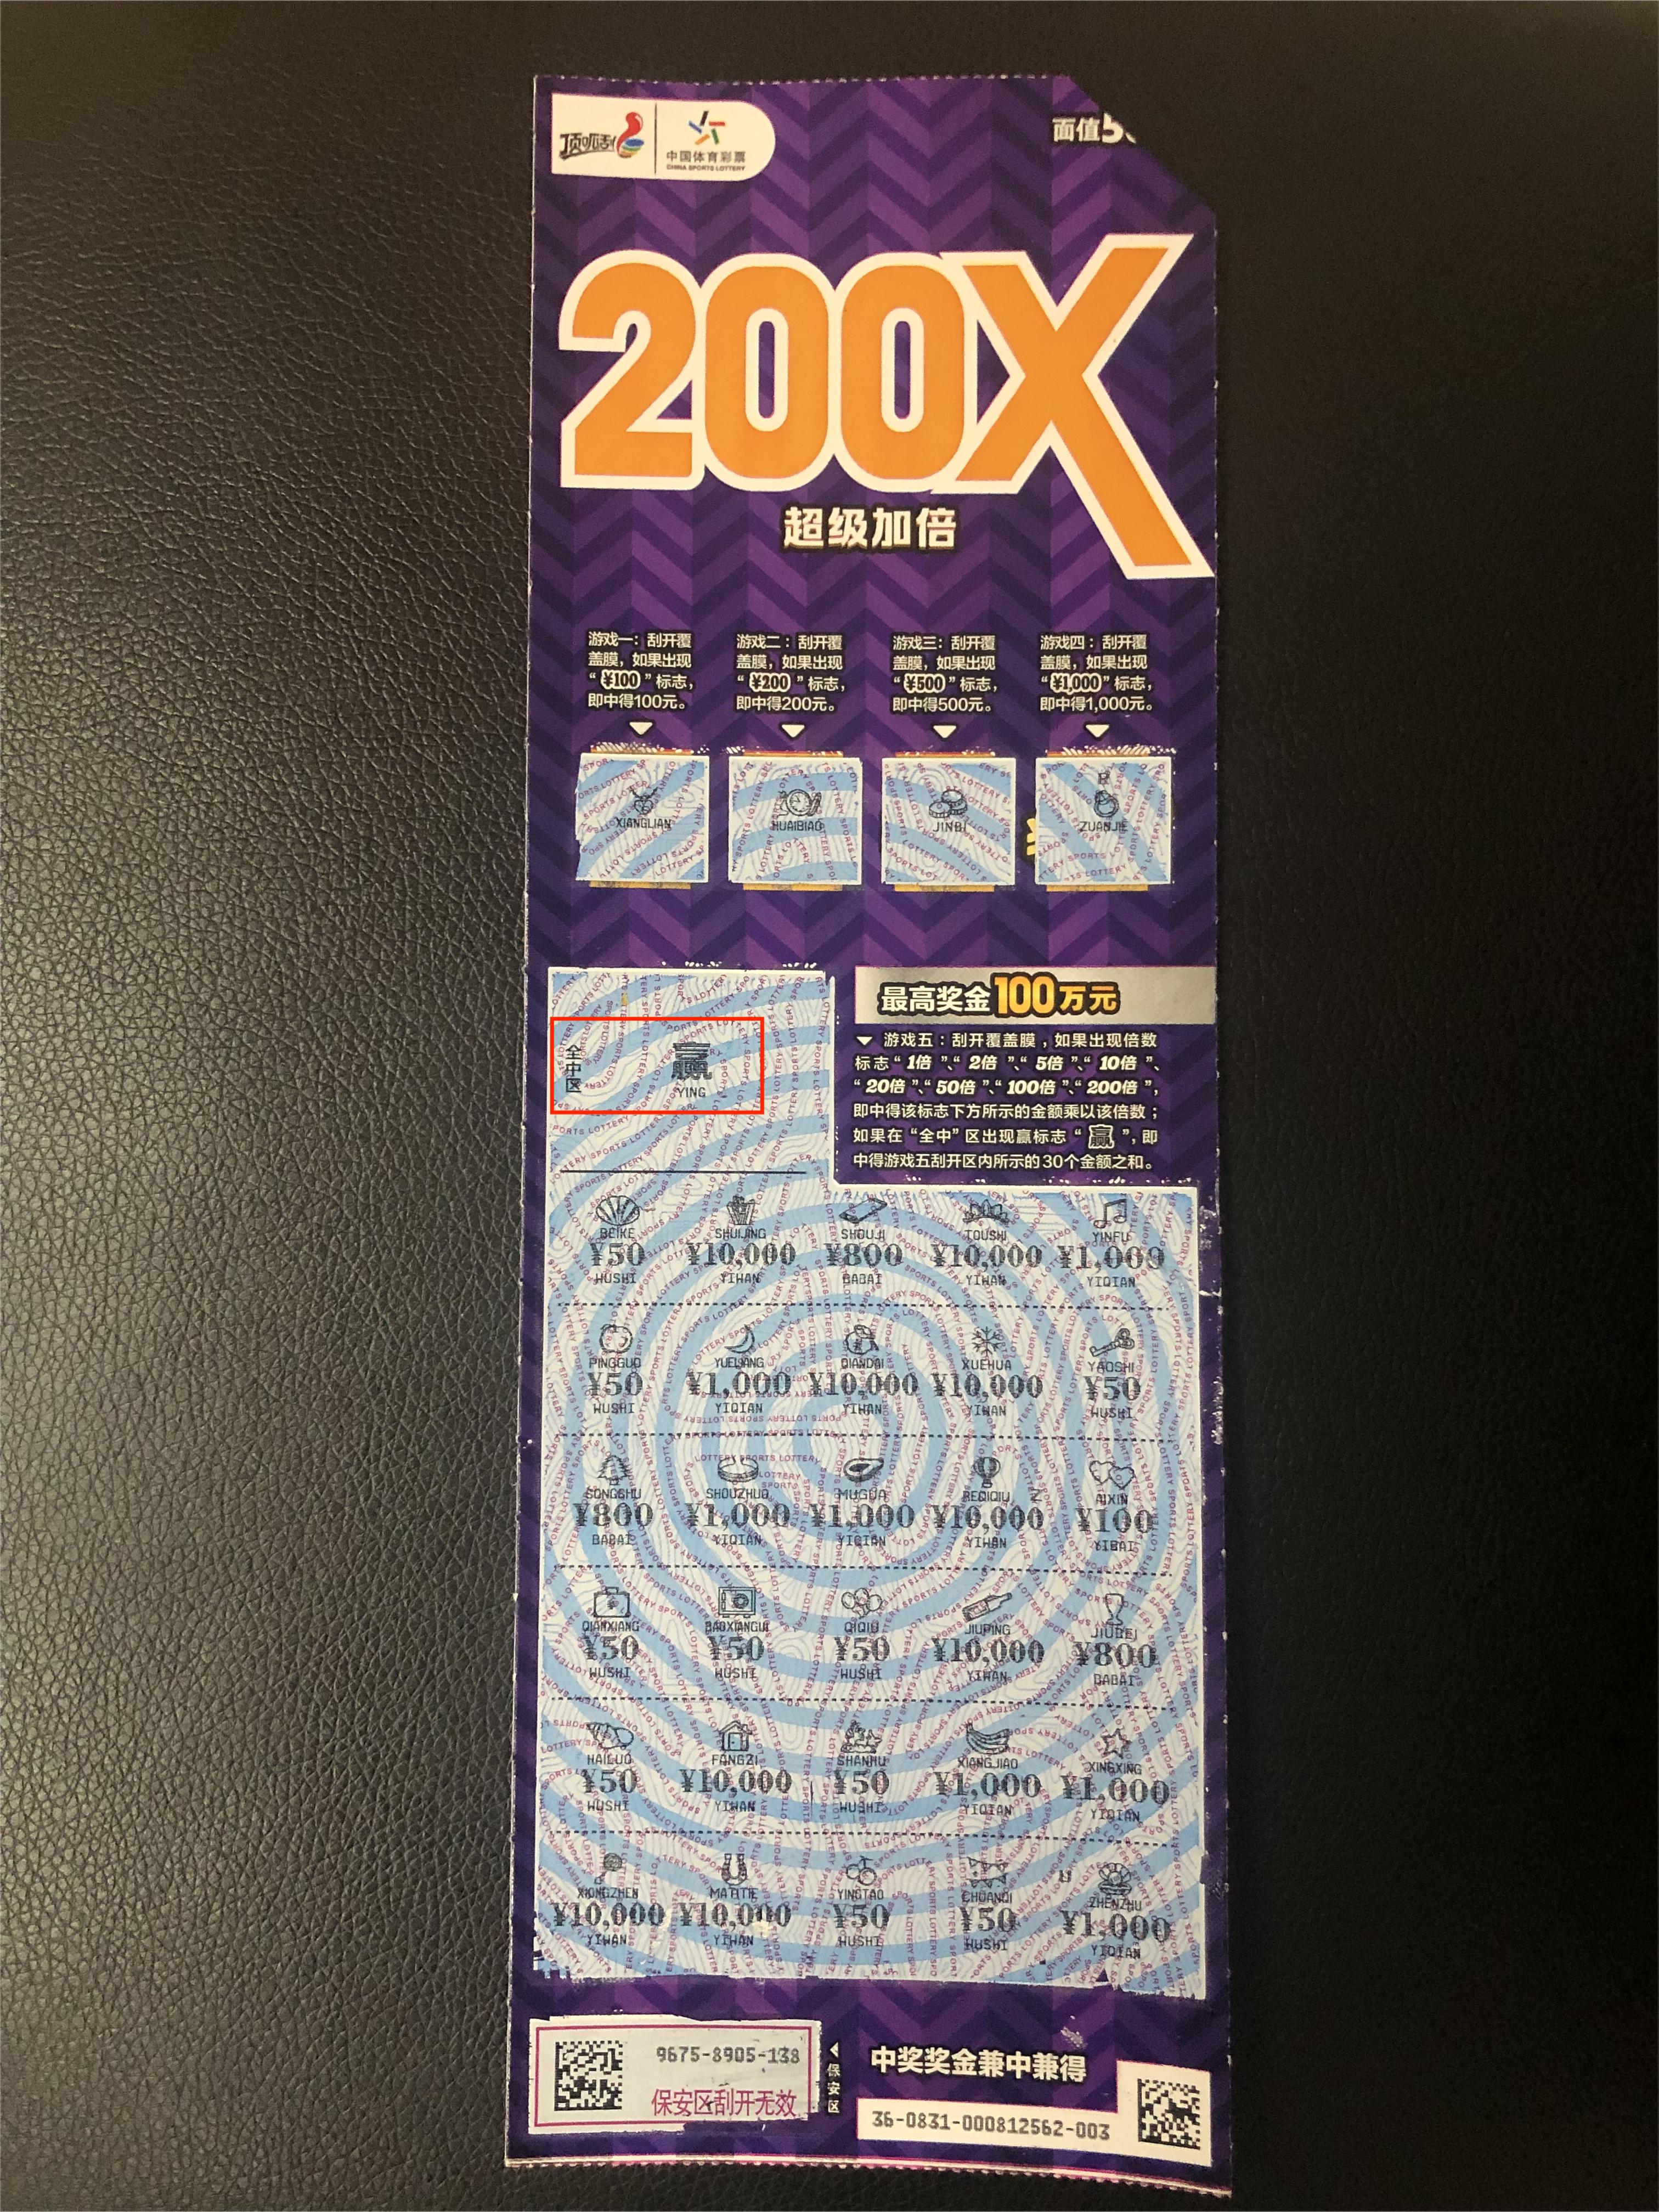 顶呱刮
中国体育彩票
CHINA SPORTS LOTTERY
面值5
200X
超级加倍
游戏一：刮开覆
盖膜，如果出现
“¥100”标志，
即中得100元。
游戏二：刮开覆
盖膜，如果出现
“¥200”标志，
即中得200元。
游戏三：刮开覆
盖膜，如果出现
“¥500”标志，
即中得500元。
游戏四：刮开覆
盖膜，如果出现
“¥1,000”标志，
即中得1,000元。
XIANGLIAN HUAIBIAO JINBI ZUANJIE
全中区
赢
YING
最高奖金100万元
游戏五：刮开覆盖膜，如果出现倍数
标志“1倍”、“2倍”、“5倍”、“10倍”、
“20倍”、“50倍”、“100倍”、“200倍”，
即中得该标志下方所示的金额乘以该倍数；
如果在“全中”区出现赢标志“赢”，即
中得游戏五刮开区内所示的30个金额之和。
BEIKE SHUIJING SHOUJI TOUSHI YINFU
¥50 ¥10,000 ¥800 ¥10,000 ¥1,000
WUSHI YIWAN BABAI YIWAN YIQIAN
PINGGUO YUELIANG QIANDAI XUEHUA YAOSHI
¥50 ¥1,000 ¥10,000 ¥10,000 ¥50
WUSHI YIQIAN YIWAN YIWAN WUSHI
SONGSHU SHOUZHUO MUGUA REQIQIU AIXIN
¥800 ¥1,000 ¥1,000 ¥10,000 ¥100
BABAI YIQIAN YIQIAN YIWAN YIBAI
QIANXIANG BAOXIANGUI QIQIU JIUPING JIUBEI
¥50 ¥50 ¥50 ¥10,000 ¥800
WUSHI WUSHI WUSHI YIWAN BABAI
HAILUO FANGZI SHANHU XIANGJIAO XINGXING
¥50 ¥10,000 ¥50 ¥1,000 ¥1,000
WUSHI YIWAN WUSHI YIQIAN YIQIAN
XIONGZHEN MATITIE YINGTAO CHUANQI ZHENZHU
¥10,000 ¥10,000 ¥50 ¥50 ¥1,000
YIWAN YIWAN WUSHI WUSHI YIQIAN
9675-8905-138
保安区刮开无效
保安区
中奖奖金兼中兼得
36-0831-000812562-003